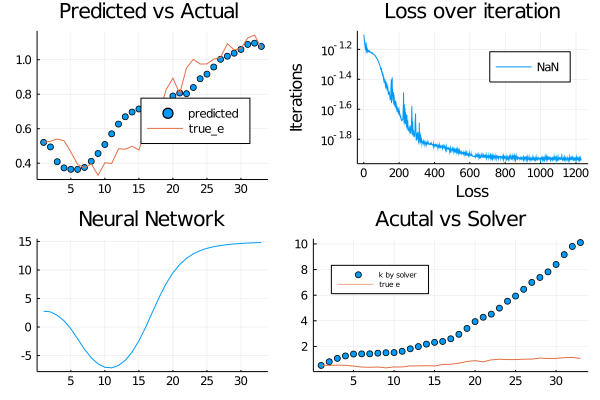 Predicted vs Actual
1.0
0.8
0.6
0.4
predicted
true_e
5 10 15 20 25 30
Loss over iteration
Iterations
10^-1.2
10^-1.4
10^-1.6
10^-1.8
NaN
0 200 400 600 800 1000 1200
Loss
Neural Network
15
10
5
0
-5
5 10 15 20 25 30
Acutal vs Solver
10
8
6
4
2
k by solver
true e
5 10 15 20 25 30